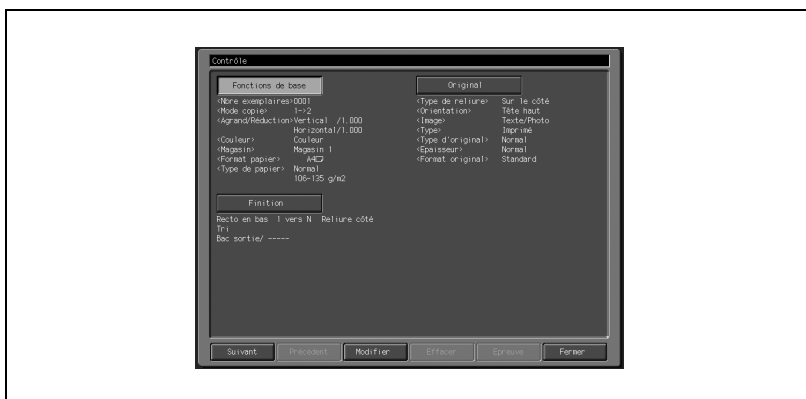 Contrôle
Fonctions de base
<Nbre exemplaires>0001
<Mode copie> 1->2
<Agrand/Réduction>Vertical /1.000
Horizontal/1.000
<Couleur> Couleur
<Magasin> Magasin 1
<Format papier> A4
<Type de papier> Normal
106-135 g/m2
Finition
Recto en bas 1 vers N Reliure côté
Tri
Bac sortie/ -----
Original
<Type de reliure> Sur le côté
<Orientation> Tête haut
<Image> Texte/Photo
<Type> Imprimé
<Type d'original> Normal
<Epaisseur> Normal
<Format original> Standard
Suivant Précédent Modifier Effacer Epreuve Fermer